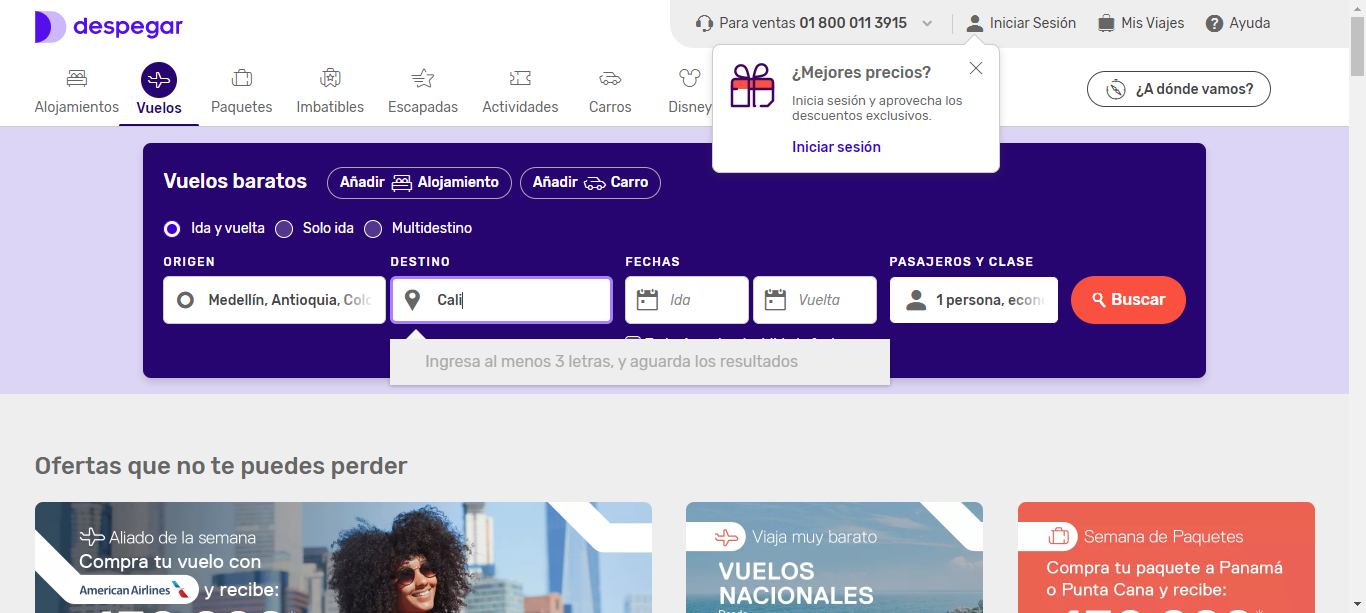 despegar
Para ventas 01 800 011 3915
Iniciar Sesión
Mis Viajes
Ayuda
Alojamientos
Vuelos
Paquetes
Imbatibles
Escapadas
Actividades
Carros
Disney
¿A dónde vamos?
¿Mejores precios?
Inicia sesión y aprovecha los
descuentos exclusivos.
Iniciar sesión
Vuelos baratos
Añadir Alojamiento
Añadir Carro
Ida y vuelta
Solo ida
Multidestino
ORIGEN
DESTINO
FECHAS
PASAJEROS Y CLASE
Medellín, Antioquia, Colo
Cali
Ida
Vuelta
1 persona, econ
Buscar
Ingresa al menos 3 letras, y aguarda los resultados
Ofertas que no te puedes perder
Aliado de la semana
Compra tu vuelo con
American Airlines y recibe:
Viaja muy barato
VUELOS
NACIONALES
Desde
Semana de Paquetes
Compra tu paquete a Panamá
o Punta Cana y recibe: